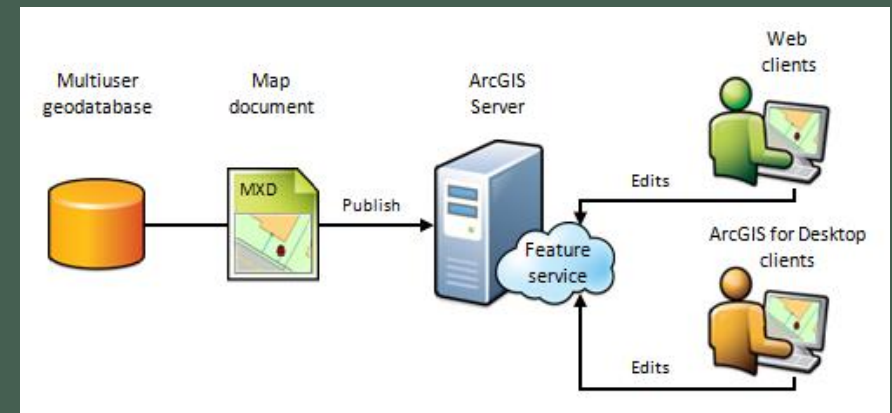 Multiuser
geodatabase
Map
document
ArcGIS
Server
Web
clients
MXD
Publish
Edits
Feature
service
ArcGIS for Desktop
clients
Edits